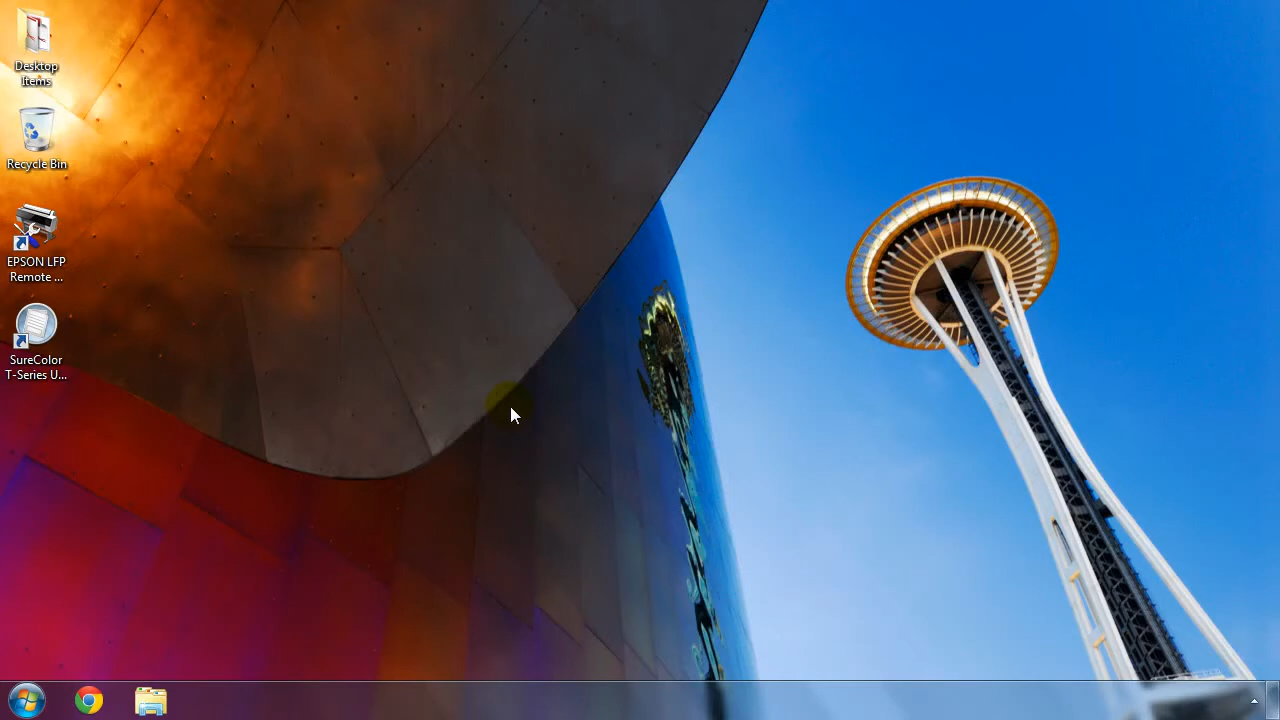 Desktop
Items
Recycle Bin
EPSON LFP
Remote ...
SureColor
T-Series U...